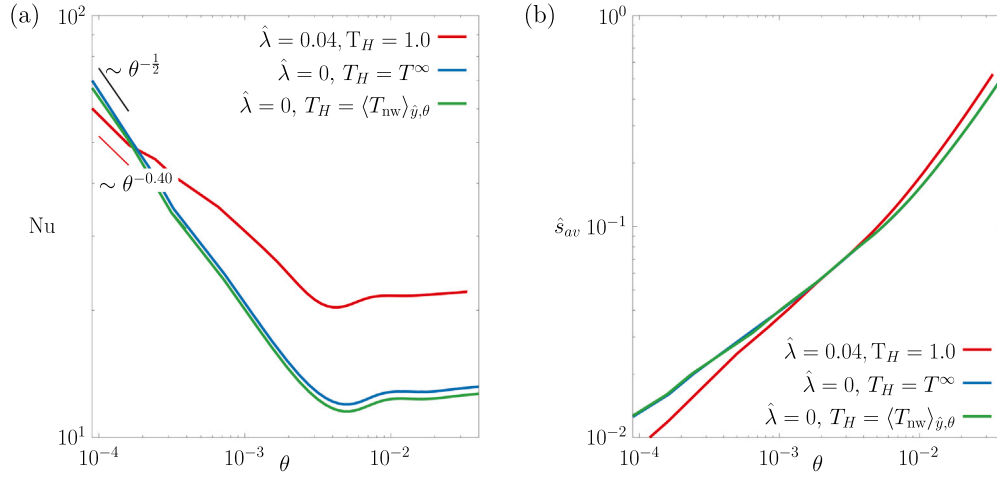 (a)
10²
λ̂ = 0.04, T_H = 1.0
λ̂ = 0, T_H = T^∞
λ̂ = 0, T_H = ⟨T_nw⟩_ŷ,θ
∼ θ^−1/2
∼ θ^−0.40
Nu
10¹
10⁻⁴
10⁻³
10⁻²
θ
(b)
10⁰
ŝ_av
10⁻¹
λ̂ = 0.04, T_H = 1.0
λ̂ = 0, T_H = T^∞
λ̂ = 0, T_H = ⟨T_nw⟩_ŷ,θ
10⁻²
10⁻⁴
10⁻³
10⁻²
θ